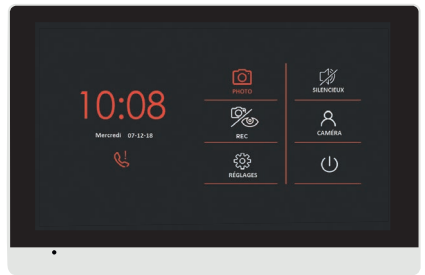 10:08
Mercredi 07-12-18
PHOTO
SILENCIEUX
REC
CAMÉRA
RÉGLAGES